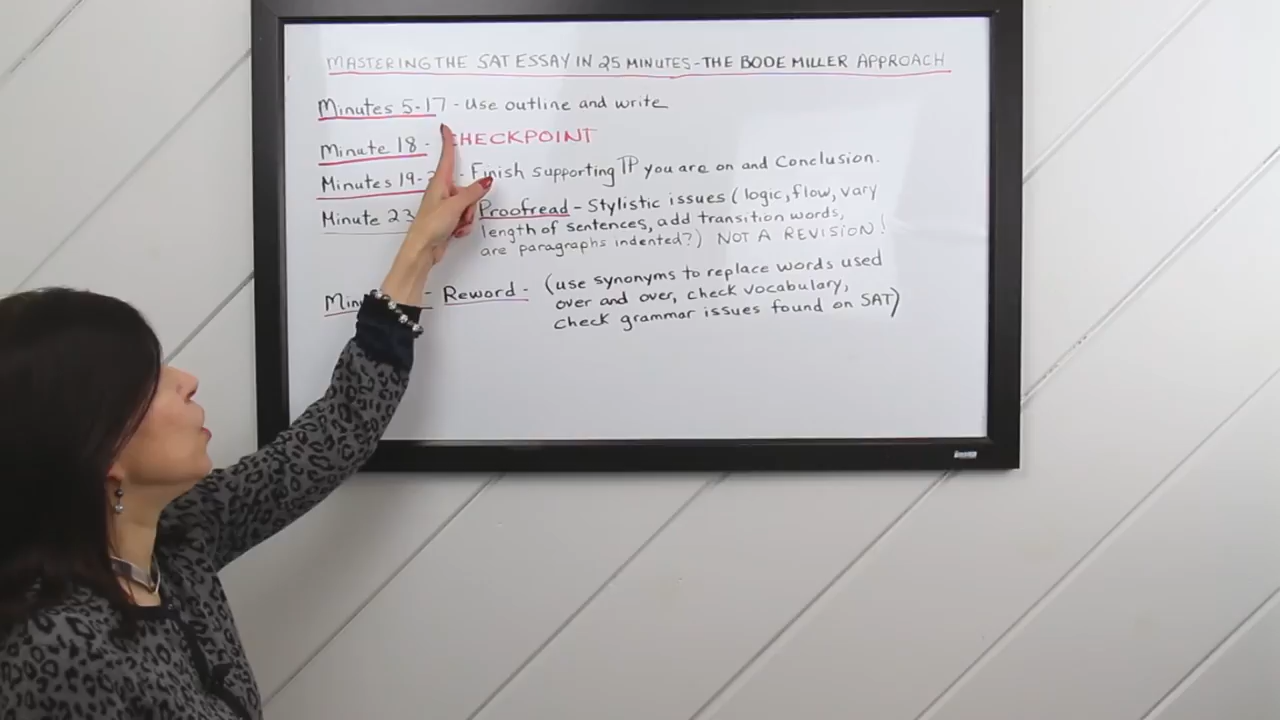 MASTERING THE SAT ESSAY IN 25 MINUTES - THE BODE MILLER APPROACH
Minutes 5-17 - Use outline and write
Minute 18 - CHECKPOINT
Minutes 19- - Finish supporting TP you are on and Conclusion.
Minute 23 Proofread - Stylistic issues (logic, flow, vary
length of sentences, add transition words,
are paragraphs indented?) NOT A REVISION!
- Reword - (use synonyms to replace words used
over and over, check vocabulary,
check grammar issues found on SAT)